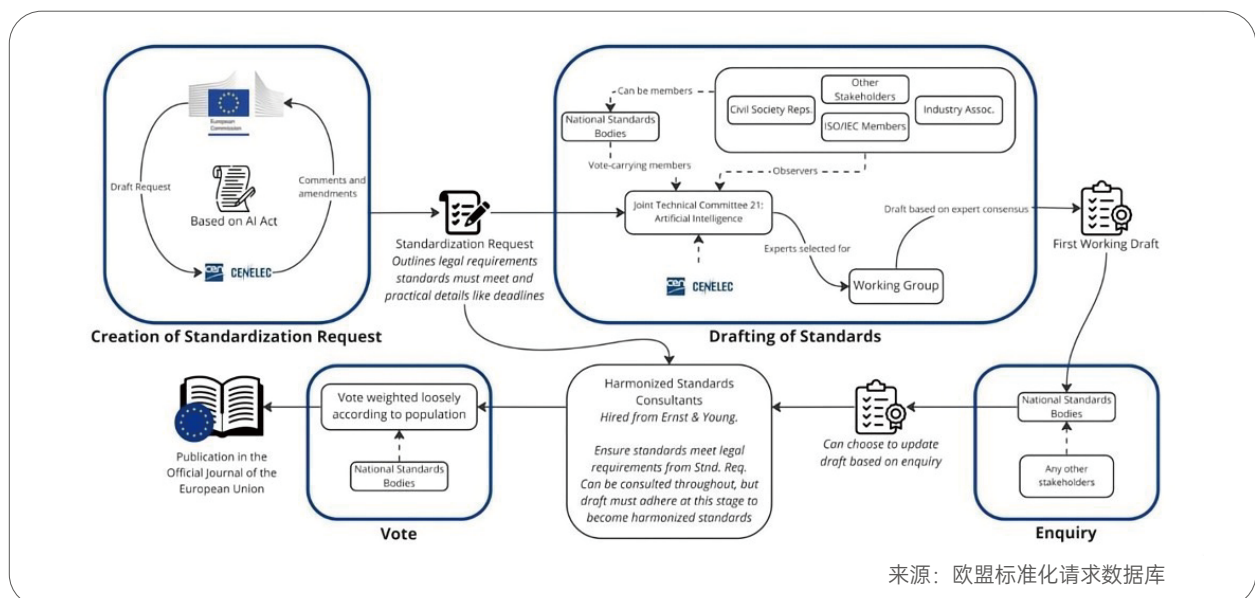 European
Commission
Draft Request
Based on AI Act
Comments and
amendments
cen CENELEC
Creation of Standardization Request
Standardization Request
Outlines legal requirements
standards must meet and
practical details like deadlines
Can be members
National Standards
Bodies
Vote-carrying members
Civil Society Reps.
Other
Stakeholders
ISO/IEC Members
Industry Assoc.
Observers
Joint Technical Committee 21:
Artificial Intelligence
cen CENELEC
Experts selected for
Working Group
Draft based on expert consensus
Drafting of Standards
First Working Draft
National Standards
Bodies
Any other
stakeholders
Enquiry
Can choose to update
draft based on enquiry
Harmonized Standards
Consultants
Hired from Ernst & Young.
Ensure standards meet legal
requirements from Stnd. Req.
Can be consulted throughout, but
draft must adhere at this stage to
become harmonized standards
Vote weighted loosely
according to population
National Standards
Bodies
Vote
Publication in the
Official Journal of the
European Union
来源：欧盟标准化请求数据库